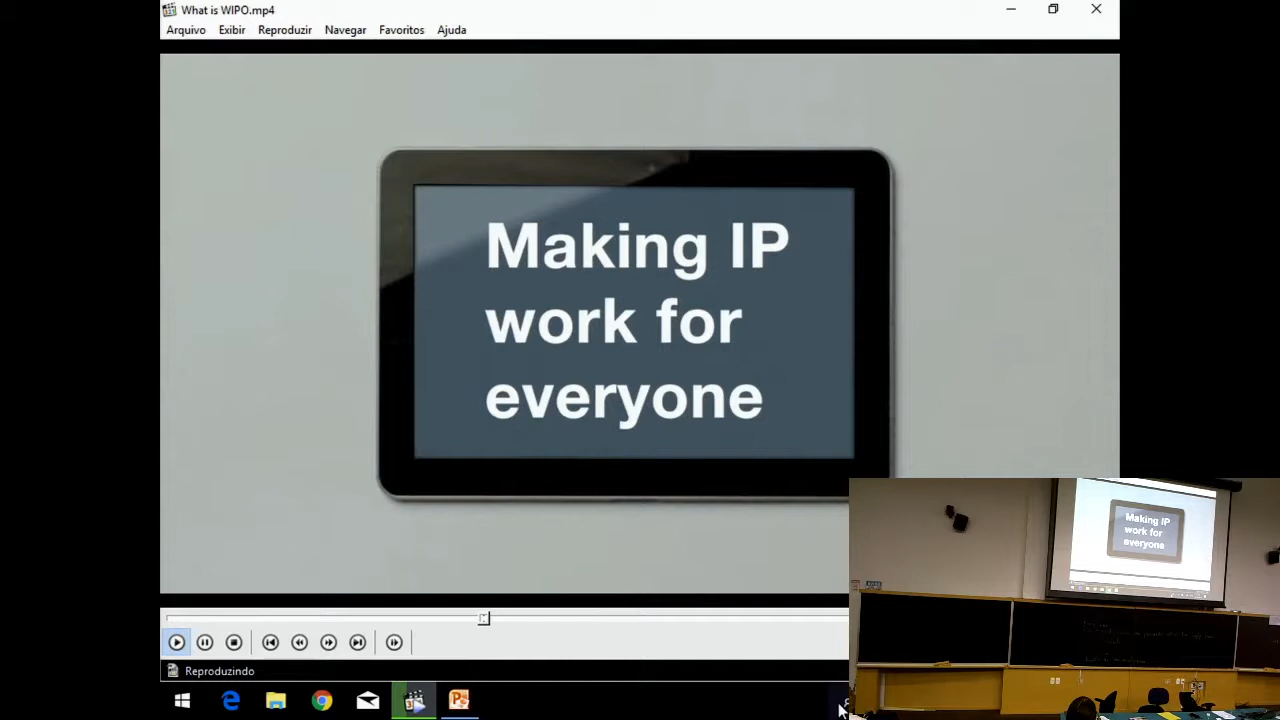 What is WIPO.mp4
Arquivo Exibir Reproduzir Navegar Favoritos Ajuda
Making IP
work for
everyone
Reproduzindo
Making IP
work for
everyone